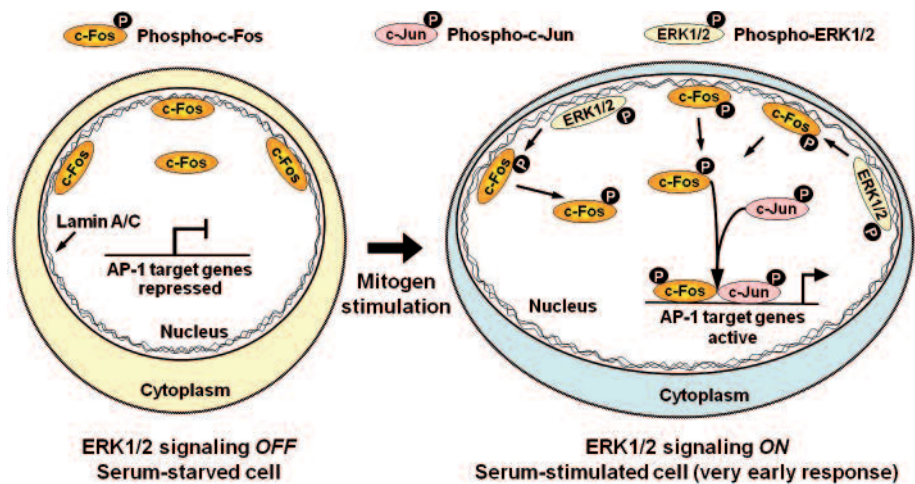 c-Fos P Phospho-c-Fos
c-Jun P Phospho-c-Jun
ERK1/2 P Phospho-ERK1/2
c-Fos
c-Fos
c-Fos
c-Fos
Lamin A/C
AP-1 target genes
repressed
Nucleus
Cytoplasm
ERK1/2 signaling OFF
Serum-starved cell
Mitogen
stimulation
ERK1/2 P
c-Fos P
c-Fos P
c-Fos P
c-Fos P
c-Fos P
ERK1/2 P
c-Jun P
P c-Fos
c-Jun P
Nucleus
AP-1 target genes
active
Cytoplasm
ERK1/2 signaling ON
Serum-stimulated cell (very early response)